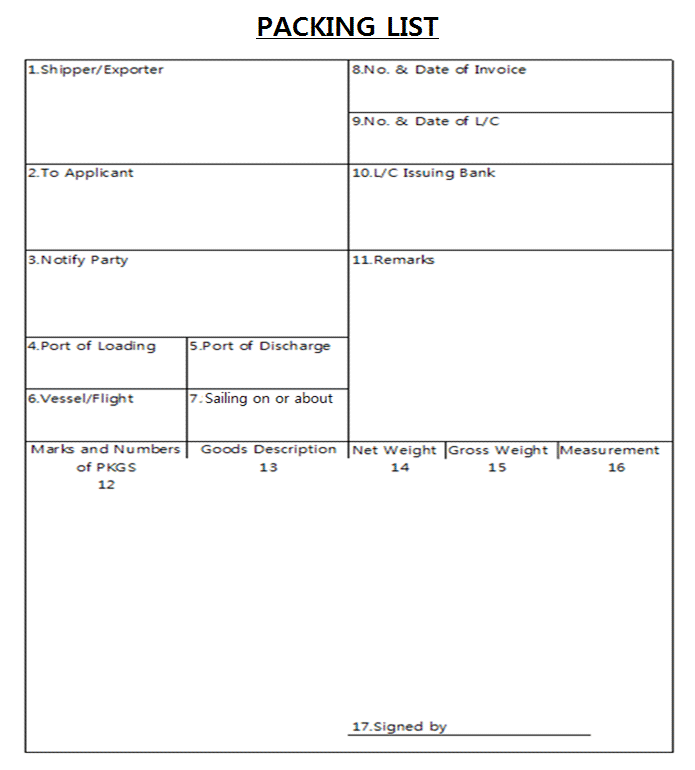 PACKING LIST
1.Shipper/Exporter
8.No. & Date of Invoice
9.No. & Date of L/C
2.To Applicant
10.L/C Issuing Bank
3.Notify Party
11.Remarks
4.Port of Loading
5.Port of Discharge
6.Vessel/Flight
7.Sailing on or about
Marks and Numbers
of PKGS
12
Goods Description
13
Net Weight
14
Gross Weight
15
Measurement
16
17.Signed by